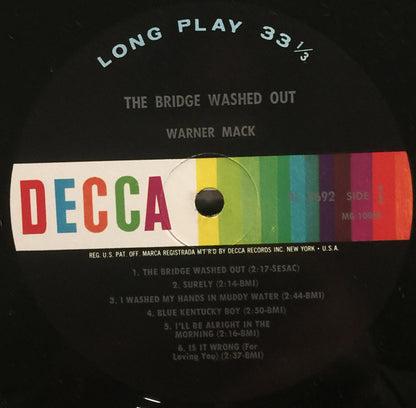 LONG PLAY 33 1/3
THE BRIDGE WASHED OUT
WARNER MACK
DECCA
SIDE
REG. U.S. PAT. OFF. MARCA REGISTRADA M'F'R'D BY DECCA RECORDS INC. NEW YORK • U.S.A.
1. THE BRIDGE WASHED OUT (2:17-SESAC)
2. SURELY (2:14-BMI)
3. I WASHED MY HANDS IN MUDDY WATER (2:44-BMI)
4. BLUE KENTUCKY BOY (2:50-BMI)
5. I'LL BE ALRIGHT IN THE
MORNING (2:16-BMI)
6. IS IT WRONG (For
Loving You) (2:37-BMI)